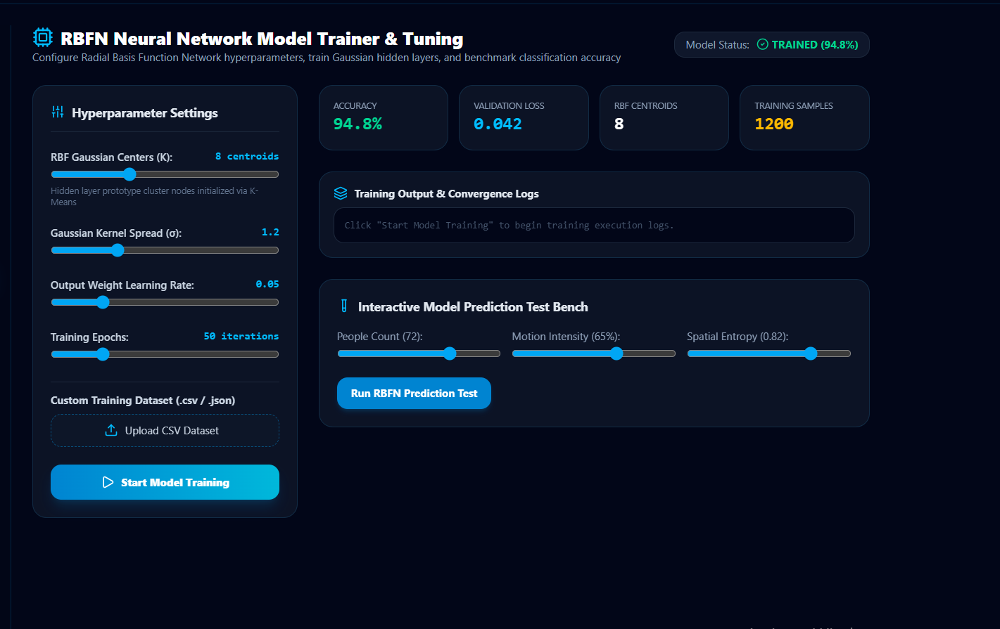 RBFN Neural Network Model Trainer & Tuning
Configure Radial Basis Function Network hyperparameters, train Gaussian hidden layers, and benchmark classification accuracy
Model Status: TRAINED (94.8%)
Hyperparameter Settings
RBF Gaussian Centers (K): 8 centroids
Hidden layer prototype cluster nodes initialized via K-
Means
Gaussian Kernel Spread (σ): 1.2
Output Weight Learning Rate: 0.05
Training Epochs: 50 iterations
Custom Training Dataset (.csv / .json)
Upload CSV Dataset
Start Model Training
ACCURACY
94.8%
VALIDATION LOSS
0.042
RBF CENTROIDS
8
TRAINING SAMPLES
1200
Training Output & Convergence Logs
Click "Start Model Training" to begin training execution logs.
Interactive Model Prediction Test Bench
People Count (72):
Motion Intensity (65%):
Spatial Entropy (0.82):
Run RBFN Prediction Test